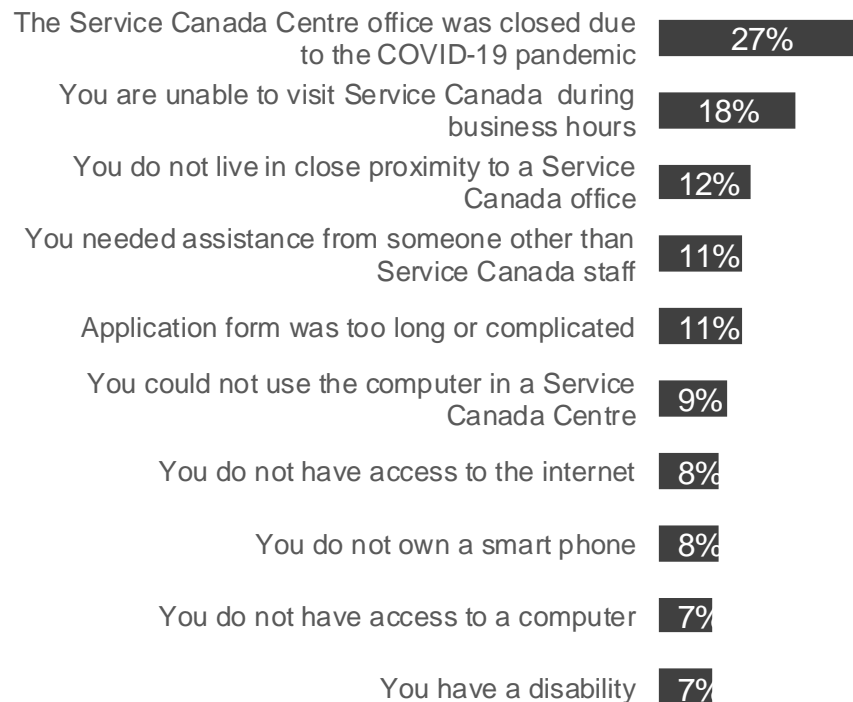 The Service Canada Centre office was closed due
to the COVID-19 pandemic
27%
You are unable to visit Service Canada during
business hours
18%
You do not live in close proximity to a Service
Canada office
12%
You needed assistance from someone other than
Service Canada staff
11%
Application form was too long or complicated
11%
You could not use the computer in a Service
Canada Centre
9%
You do not have access to the internet
8%
You do not own a smart phone
8%
You do not have access to a computer
7%
You have a disability
7%